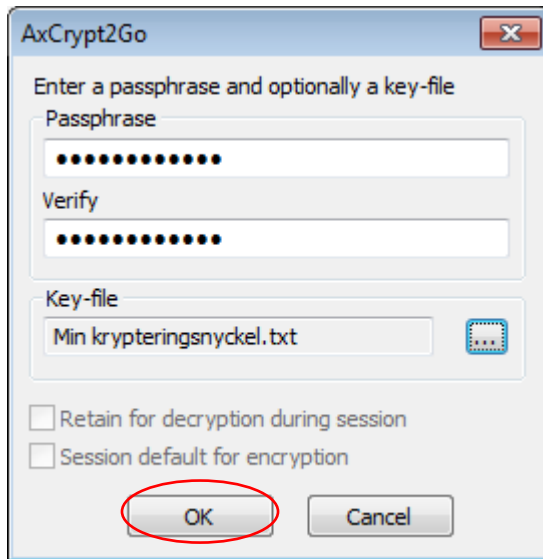 AxCrypt2Go
Enter a passphrase and optionally a key-file
Passphrase
••••••••••••
Verify
••••••••••••
Key-file
Min krypteringsnyckel.txt
...
Retain for decryption during session
Session default for encryption
OK Cancel